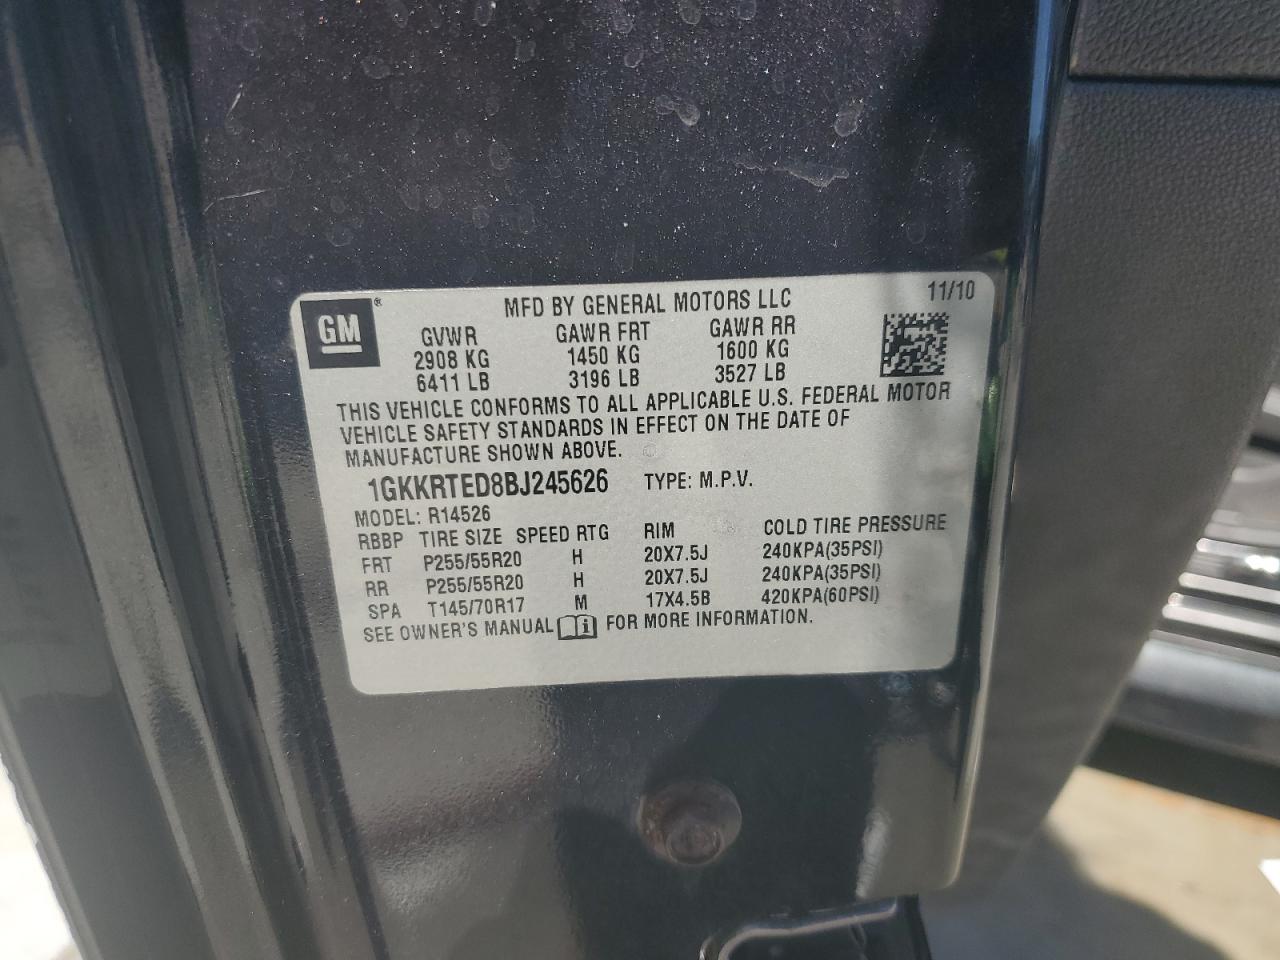 GM®
MFD BY GENERAL MOTORS LLC 11/10
GVWR GAWR FRT GAWR RR
2908 KG 1450 KG 1600 KG
6411 LB 3196 LB 3527 LB
THIS VEHICLE CONFORMS TO ALL APPLICABLE U.S. FEDERAL MOTOR
VEHICLE SAFETY STANDARDS IN EFFECT ON THE DATE OF
MANUFACTURE SHOWN ABOVE.
1GKKRTED8BJ245626 TYPE: M.P.V.
MODEL: R14526
RBBP TIRE SIZE SPEED RTG RIM COLD TIRE PRESSURE
FRT P255/55R20 H 20X7.5J 240KPA(35PSI)
RR P255/55R20 H 20X7.5J 240KPA(35PSI)
SPA T145/70R17 M 17X4.5B 420KPA(60PSI)
SEE OWNER'S MANUAL i FOR MORE INFORMATION.